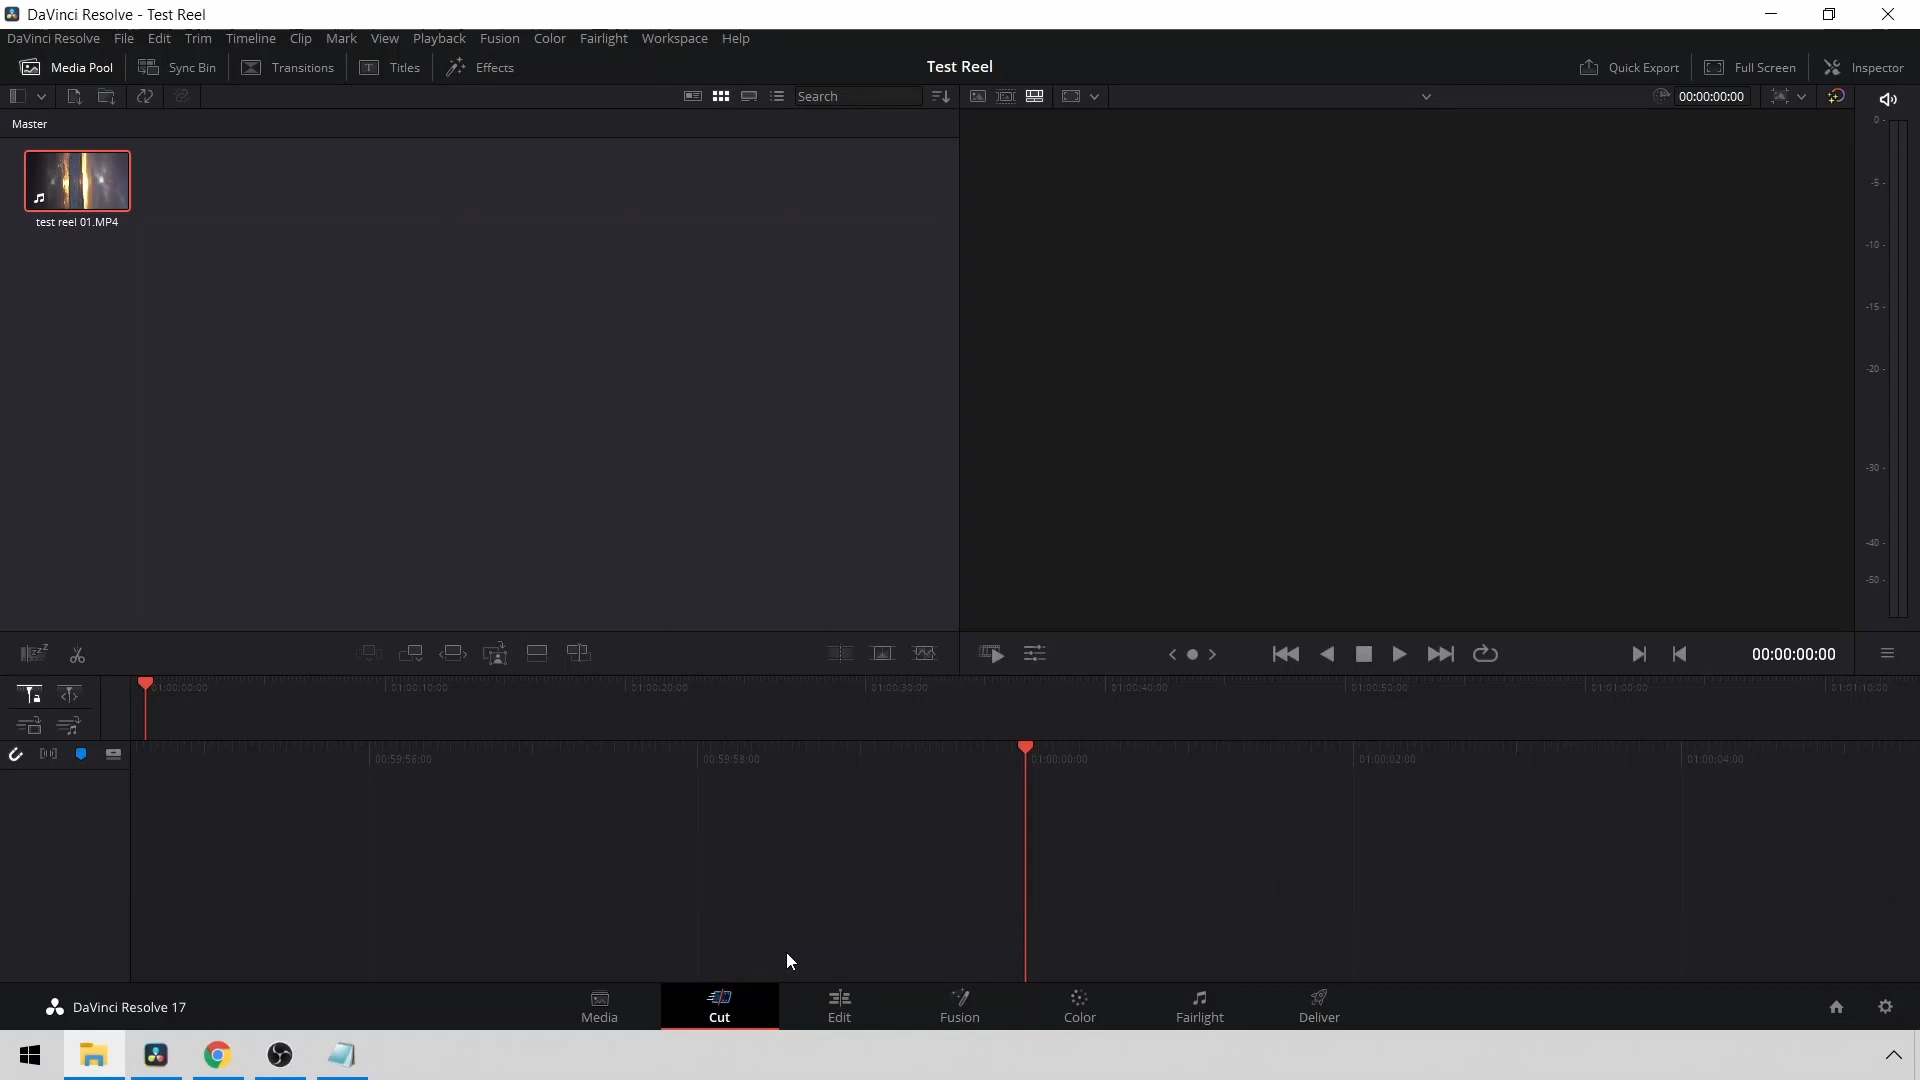 DaVinci Resolve - Test Reel
DaVinci Resolve File Edit Trim Timeline Clip Mark View Playback Fusion Color Fairlight Workspace Help
Media Pool Sync Bin Transitions Titles Effects Test Reel Quick Export Full Screen Inspector
Search 00:00:00:00
0
Master
-5
test reel 01.MP4
-10
-15
-20
-30
-40
-50
00:00:00:00
01:00:00:00 01:00:10:00 01:00:20:00 01:00:30:00 01:00:40:00 01:00:50:00 01:01:00:00 01:01:10:00
00:59:56:00 00:59:58:00 01:00:00:00 01:00:02:00 01:00:04:00
DaVinci Resolve 17 Media Cut Edit Fusion Color Fairlight Deliver